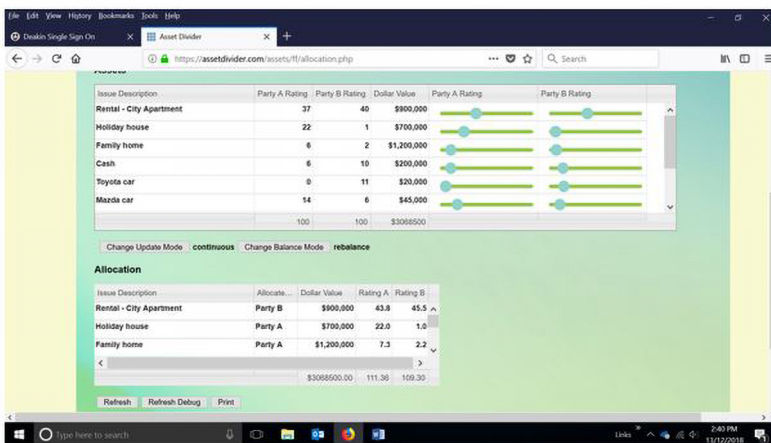 File Edit View History Bookmarks Tools Help
Deakin Single Sign On × Asset Divider × +
https://assetdivider.com/assets/ff/allocation.php Search
Assets
Issue Description Party A Rating Party B Rating Dollar Value Party A Rating Party B Rating
Rental - City Apartment 37 40 $900,000
Holiday house 22 1 $700,000
Family home 6 2 $1,200,000
Cash 6 10 $200,000
Toyota car 0 11 $20,000
Mazda car 14 6 $45,000
100 100 $3068500
Change Update Mode continuous Change Balance Mode rebalance
Allocation
Issue Description Allocate... Dollar Value Rating A Rating B
Rental - City Apartment Party B $900,000 43.8 45.5
Holiday house Party A $700,000 22.0 1.0
Family home Party A $1,200,000 7.3 2.2
$3068500.00 111.36 109.30
Refresh Refresh Debug Print
Type here to search Links 2:40 PM
13/12/2018